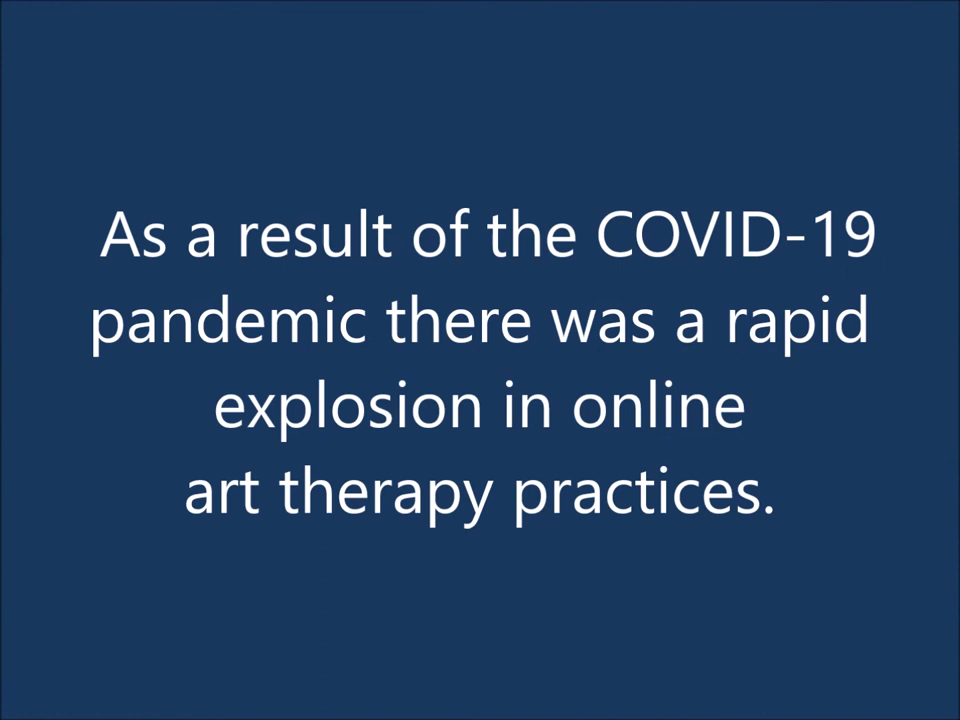 As a result of the COVID-19
pandemic there was a rapid
explosion in online
art therapy practices.